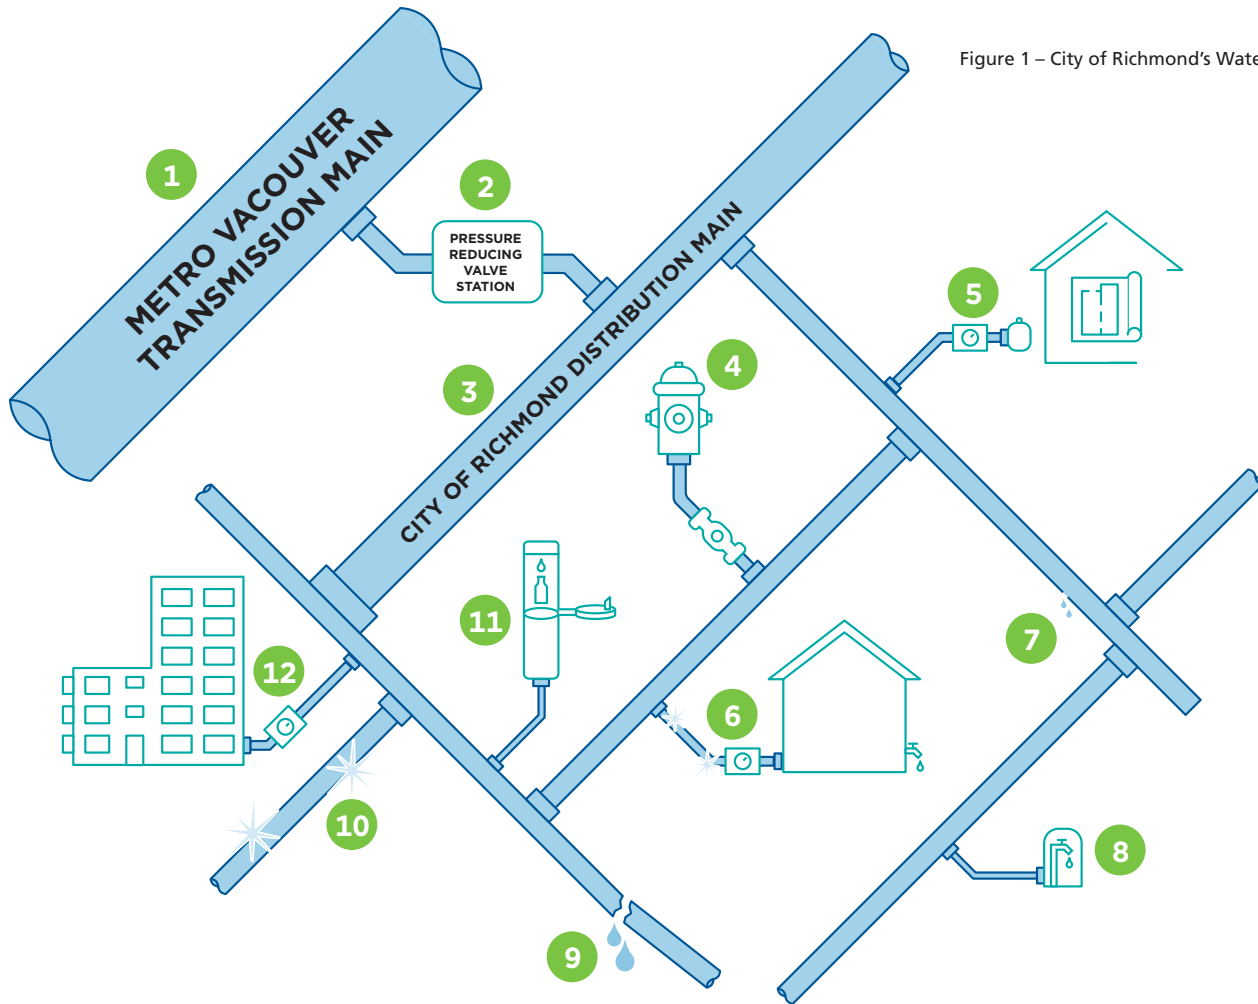 Figure 1 – City of Richmond's Wate
METRO VACOUVER
TRANSMISSION MAIN
1
2
PRESSURE
REDUCING
VALVE
STATION
3
CITY OF RICHMOND DISTRIBUTION MAIN
4
5
6
7
8
9
10
11
12